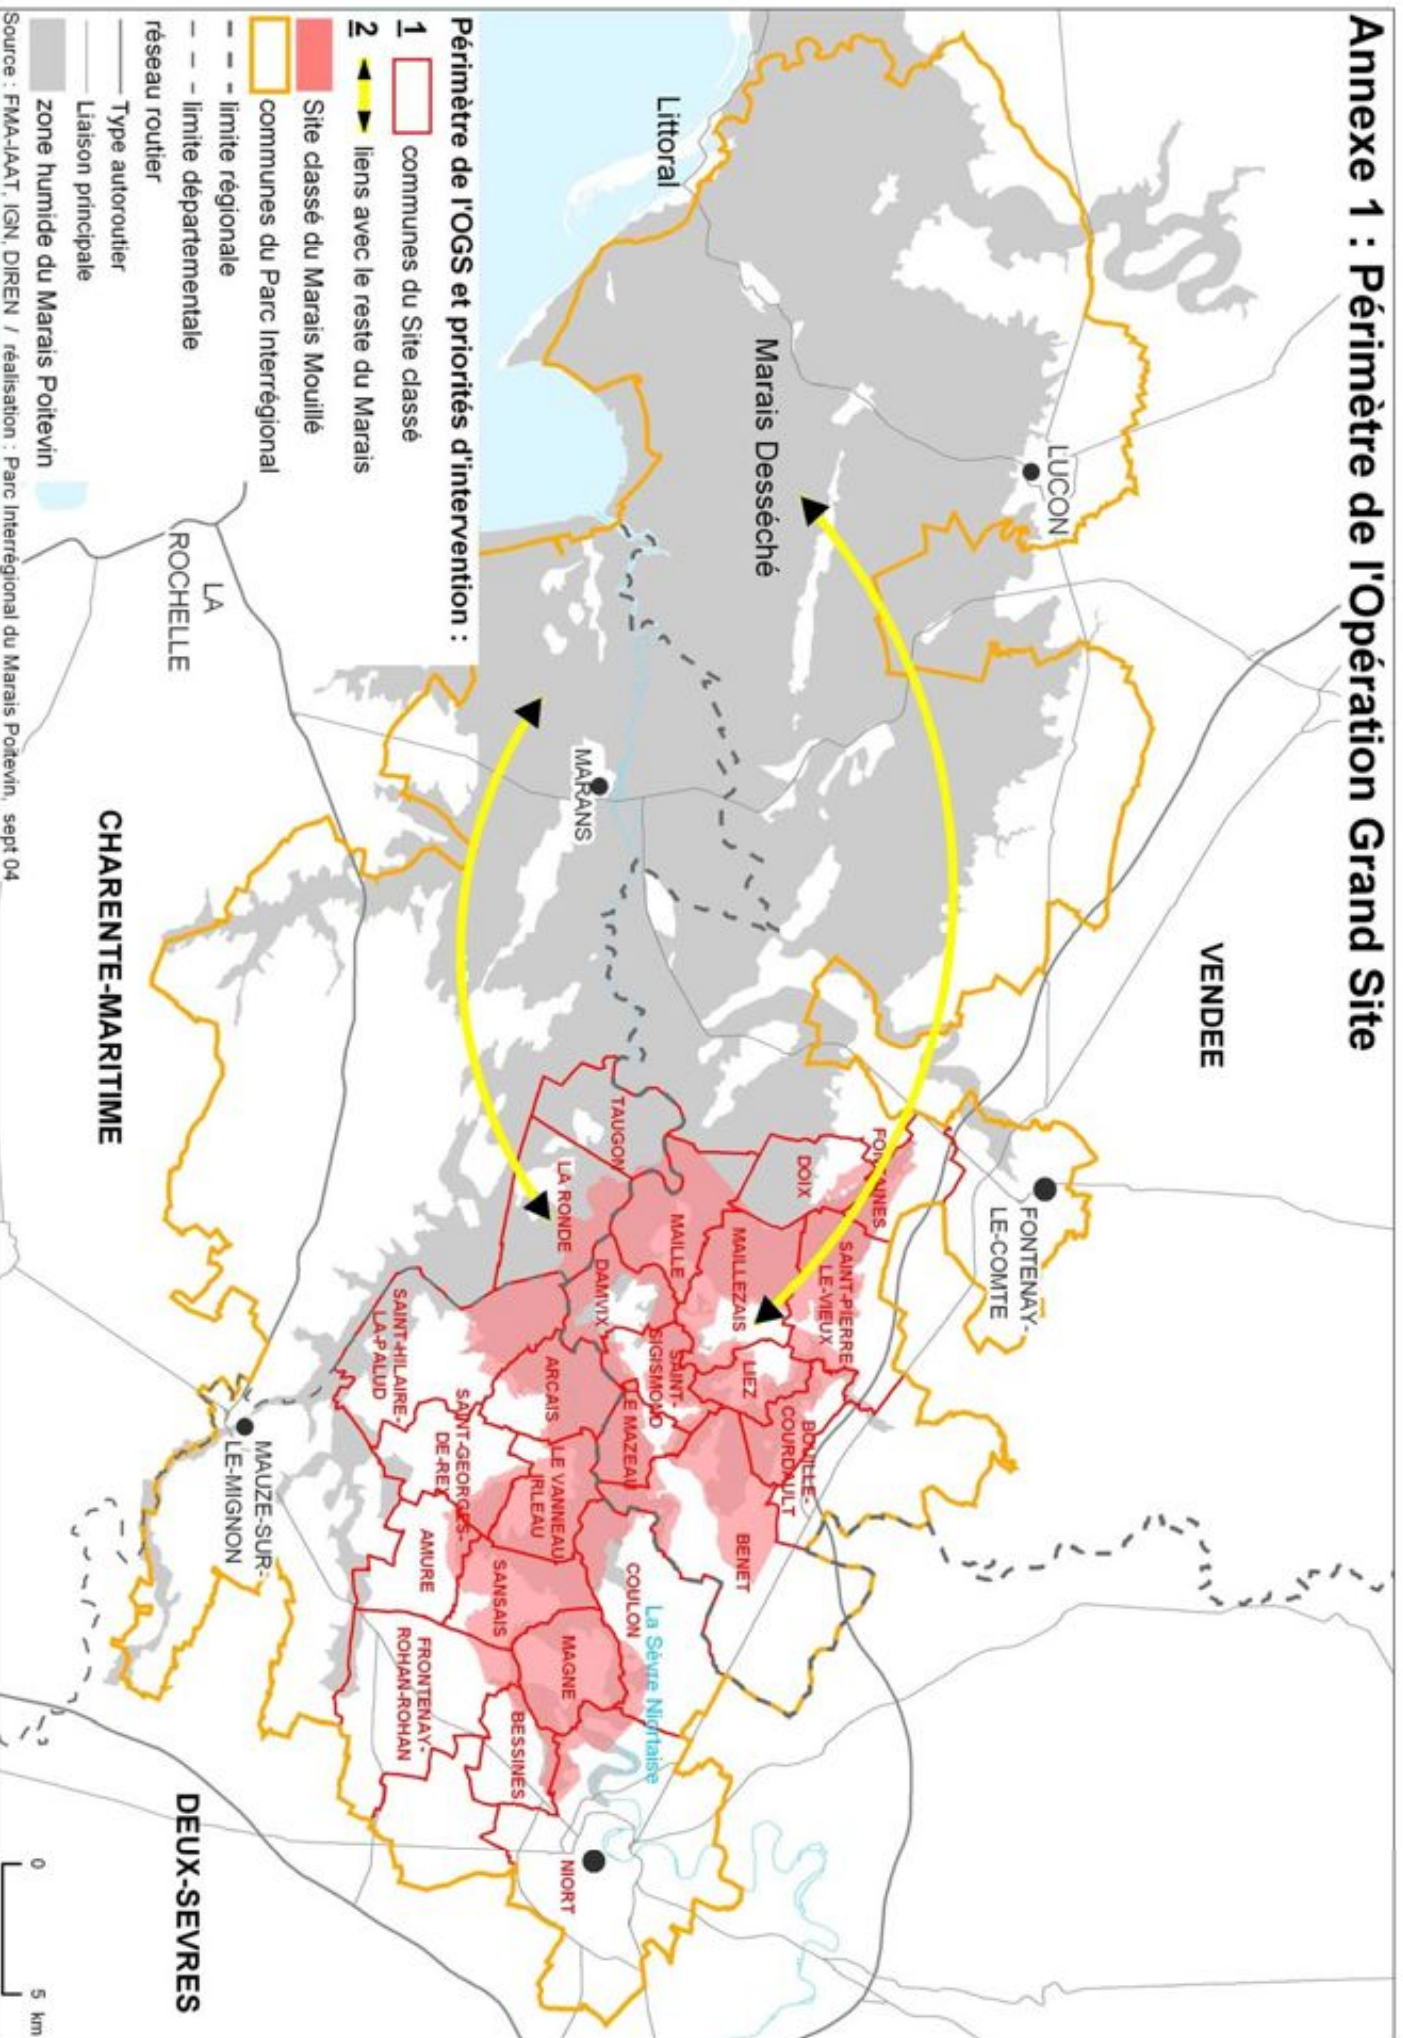 Annexe 1 : Périmètre de l'Opération Grand Site
VENDEE
LUCON
FONTENAY-
LE-COMTE
Littoral
Marais Desséché
MARANS
FONTAINES
DOIX
SAINT-PIERRE
LE-VIEUX
MAILLEZAIS
MAILLE
TAUGON
LA RONDE
DAMVIX
LIEZ
SAINT-
SIGISMOND
BOUILLE-
COURDAULT
LE MAZEAU
BENET
ARCAIS
LE VANNEAU
IRLEAU
COULON
La Sèvre Niortaise
SANSAIS
MAGNE
SAINT-HILAIRE-
LA-PALUD
SAINT-GEORGES-
DE-REX
AMURE
FRONTENAY-
ROHAN-ROHAN
BESSINES
NIORT
MAUZE-SUR-
LE-MIGNON
LA
ROCHELLE
CHARENTE-MARITIME
DEUX-SEVRES
Périmètre de l'OGS et priorités d'intervention :
1 communes du Site classé
2 liens avec le reste du Marais
Site classé du Marais Mouillé
communes du Parc Interrégional
limite régionale
limite départementale
réseau routier
Type autoroutier
Liaison principale
zone humide du Marais Poitevin
0 5 km
Source : FMA-IAAT, IGN, DIREN / réalisation : Parc Interrégional du Marais Poitevin, sept 04